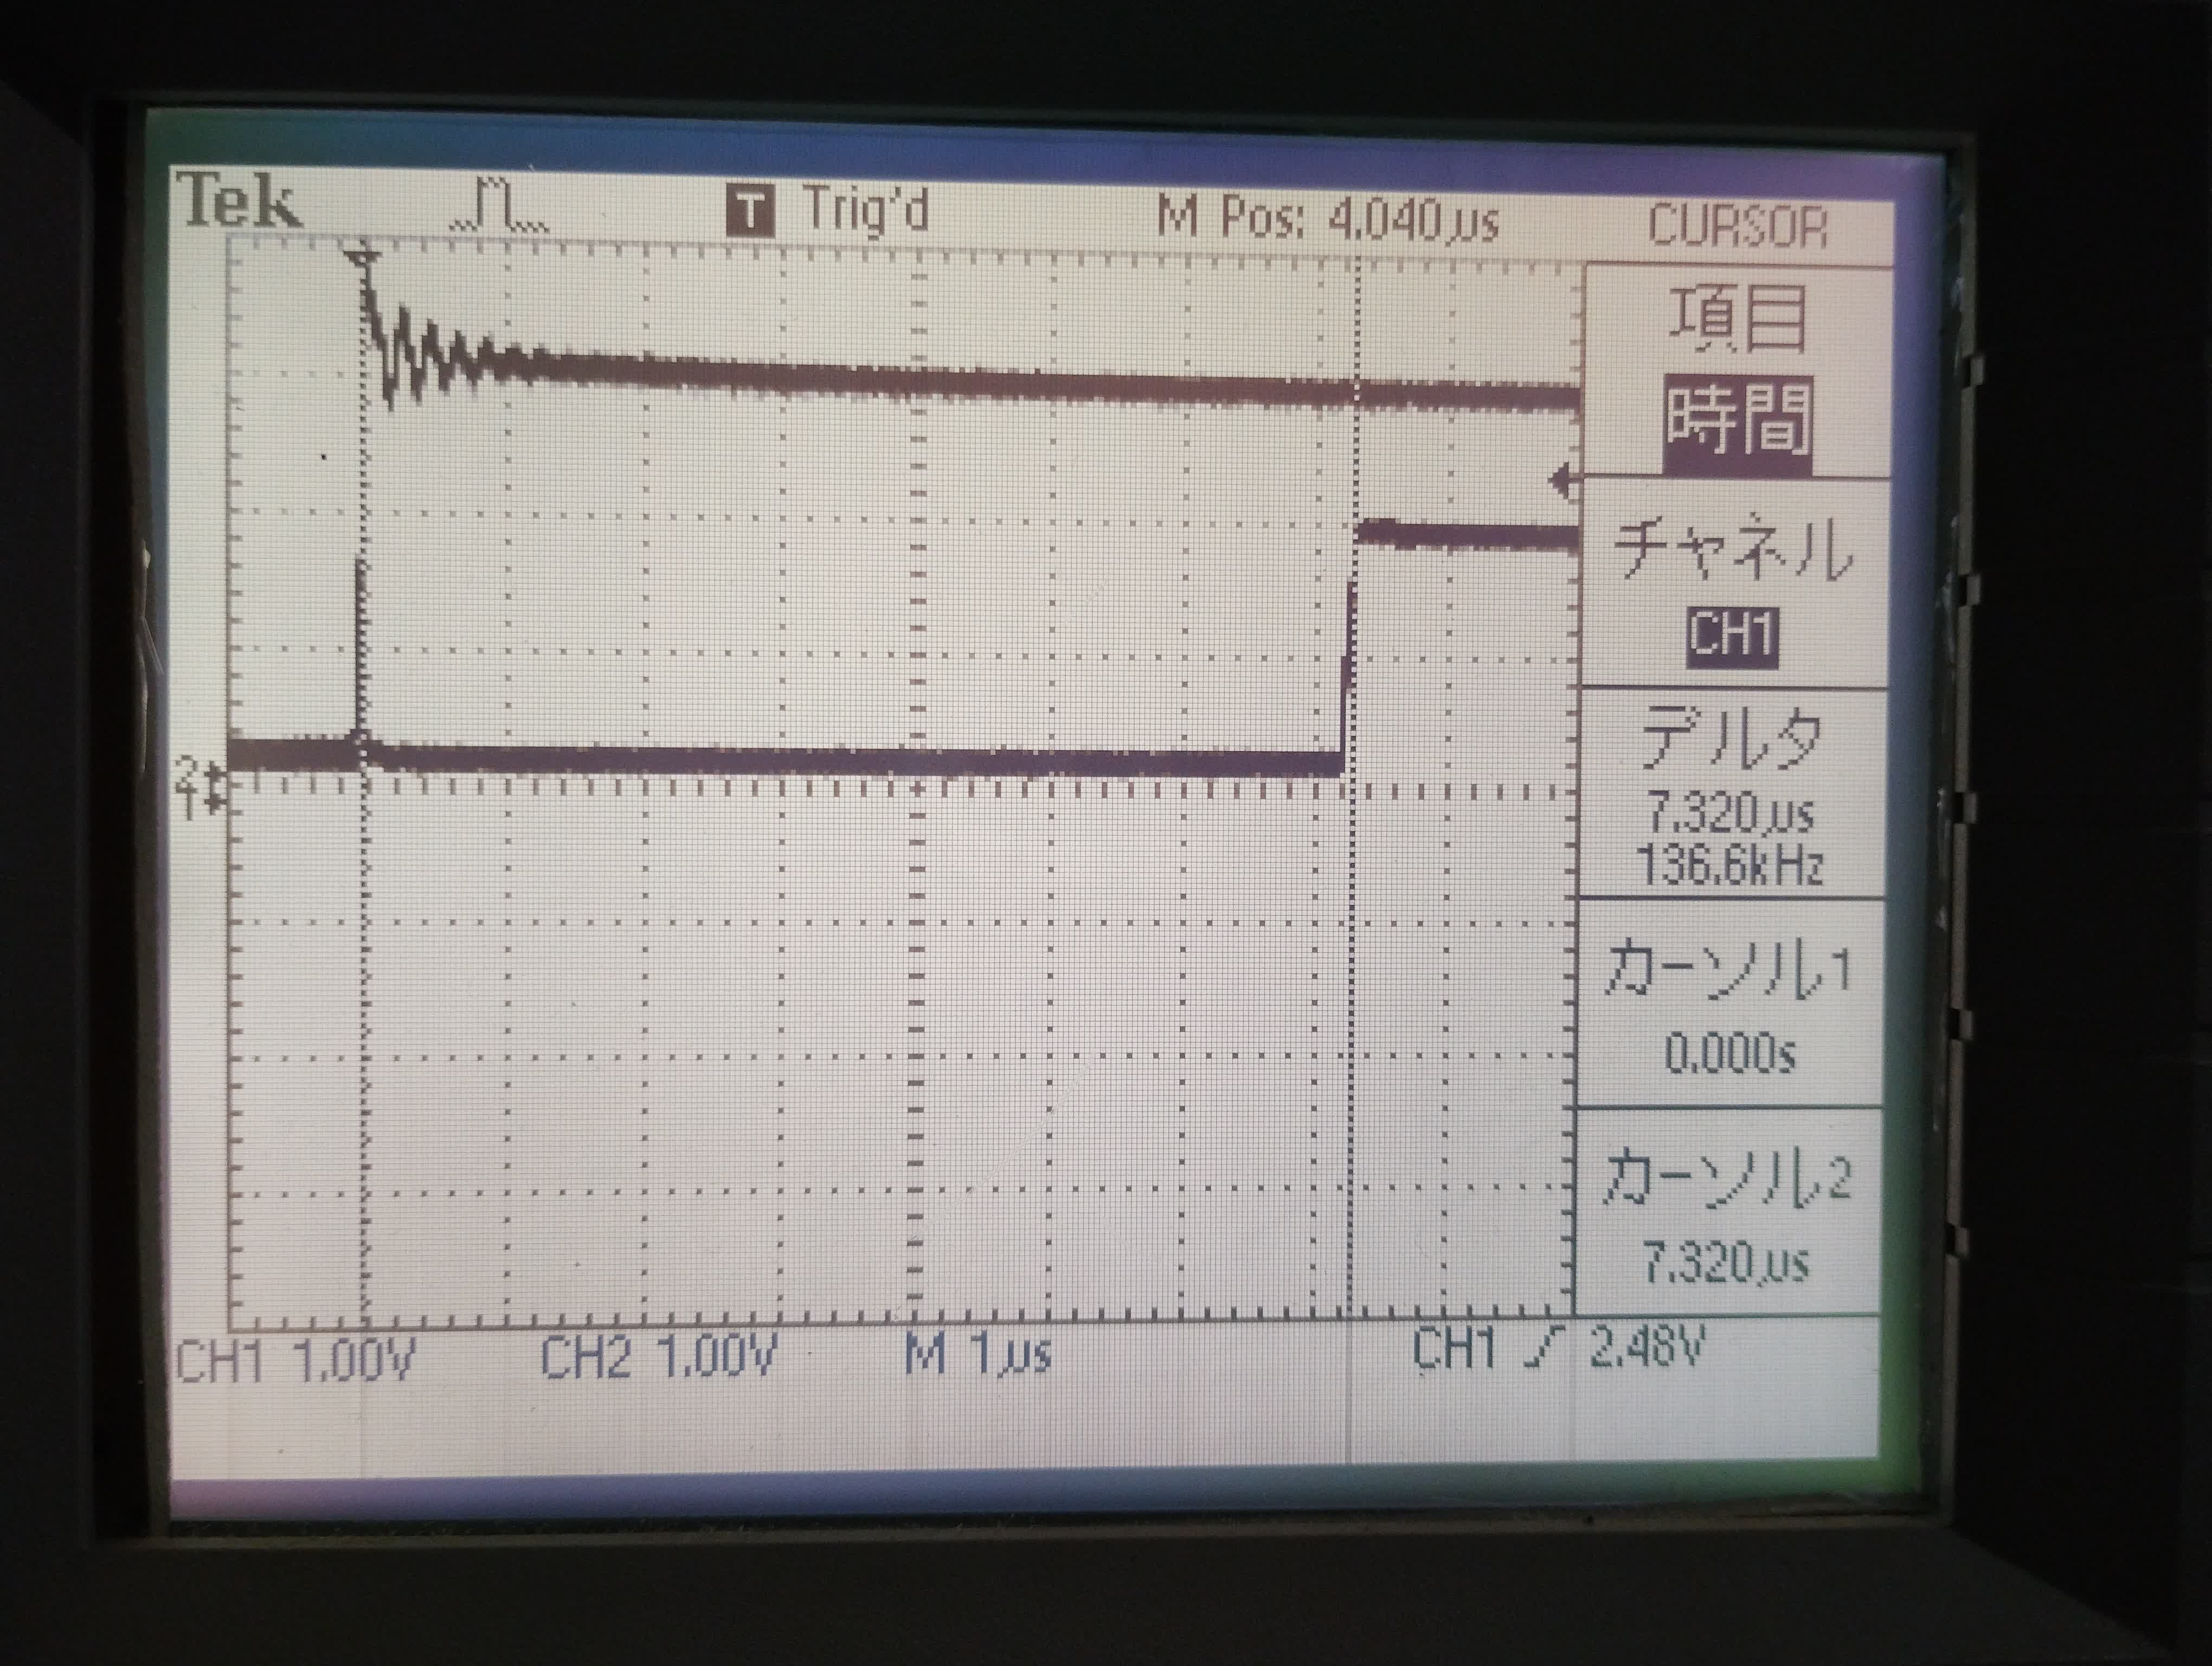 Tek
T Trig'd
M Pos: 4.040µs
CURSOR
項目
時間
チャネル
CH1
デルタ
7.320µs
136.6kHz
カーソル1
0.000s
カーソル2
7.320µs
2
1
CH1 1.00V
CH2 1.00V
M 1µs
CH1
2.48V